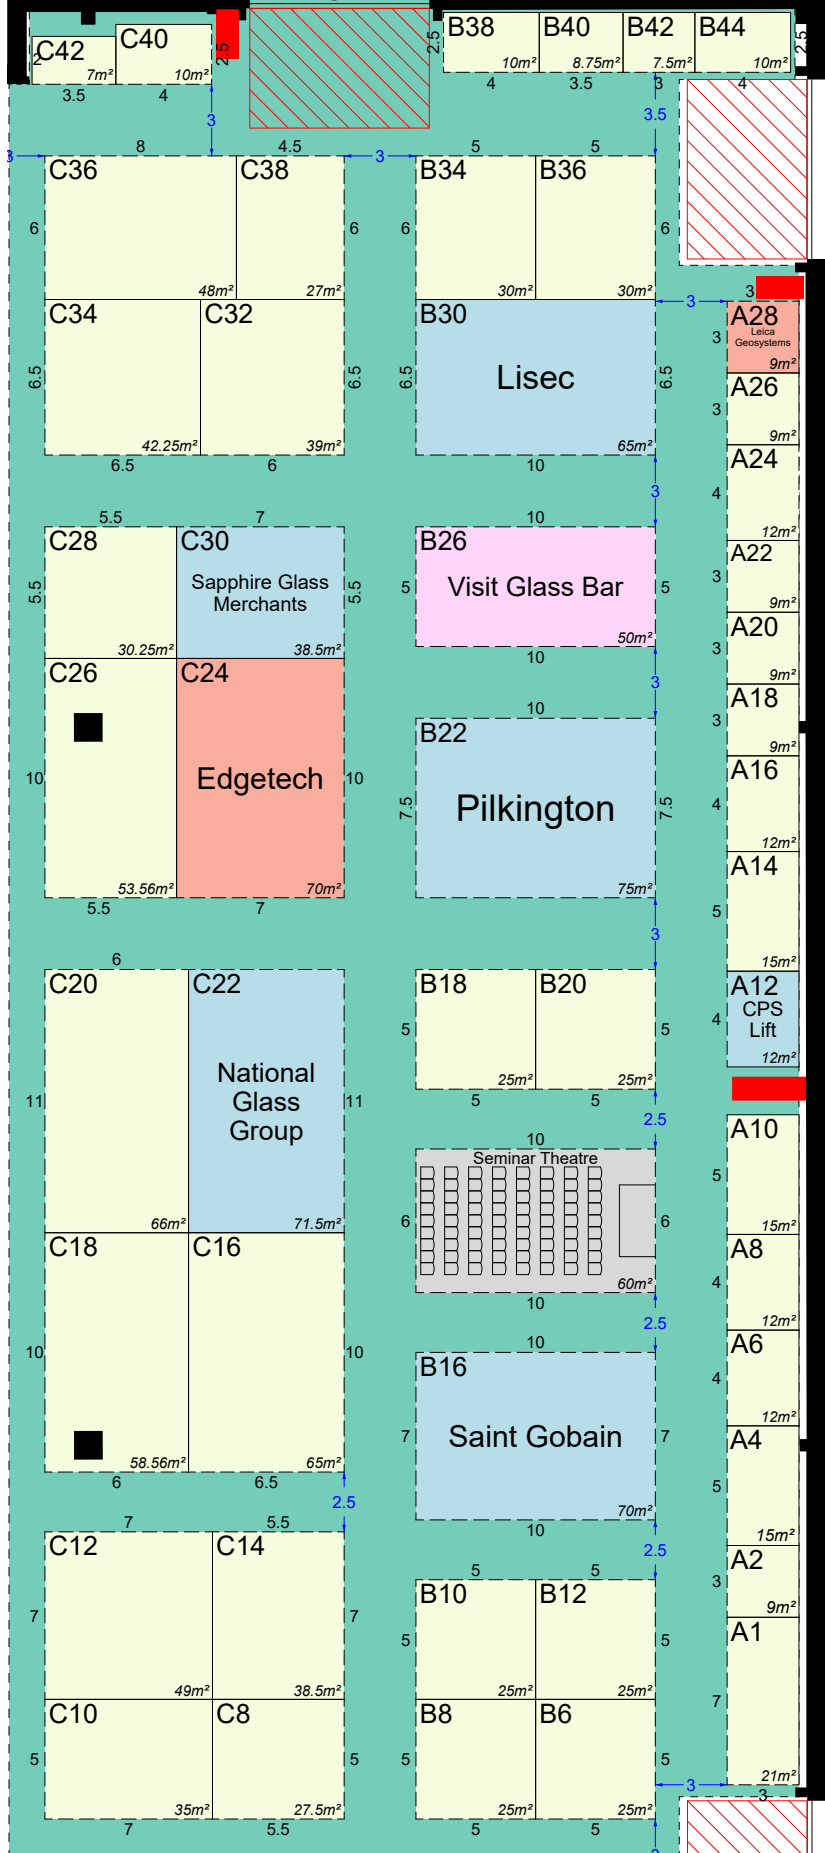 C42
2
7m²
3.5
C40
10m²
4
2.5
3
2.5
B38
10m²
4
B40
8.75m²
3.5
B42
7.5m²
3
B44
10m²
4
2.5
3.5
3
8
4.5
3
5
5
C36
48m²
C38
27m²
6
6
B34
30m²
B36
30m²
6
6
C34
42.25m²
C32
39m²
6.5
6.5
6.5
6
B30
Lisec
65m²
6.5
6.5
10
3
3
3
A28
Leica
Geosystems
9m²
3
A26
9m²
3
A24
12m²
4
A22
9m²
3
A20
9m²
3
A18
9m²
3
A16
12m²
4
A14
15m²
5
A12
CPS
Lift
12m²
4
5.5
7
C28
30.25m²
5.5
C30
Sapphire Glass
Merchants
38.5m²
5.5
10
B26
Visit Glass Bar
50m²
5
5
10
3
C26
53.56m²
10
5.5
C24
Edgetech
70m²
10
7
10
B22
Pilkington
75m²
7.5
7.5
3
6
C20
66m²
11
C22
National
Glass
Group
71.5m²
11
B18
25m²
5
5
B20
25m²
5
5
2.5
10
Seminar Theatre
60m²
6
6
10
2.5
C18
58.56m²
10
6
C16
65m²
10
6.5
2.5
10
B16
Saint Gobain
70m²
7
7
10
2.5
A10
15m²
5
A8
12m²
4
A6
12m²
4
A4
15m²
5
A2
9m²
3
A1
21m²
7
3
7
5.5
C12
49m²
7
C14
38.5m²
7
C10
35m²
5
7
C8
27.5m²
5
5.5
5
5
B10
25m²
5
B12
25m²
5
B8
25m²
5
5
B6
25m²
5
5
3